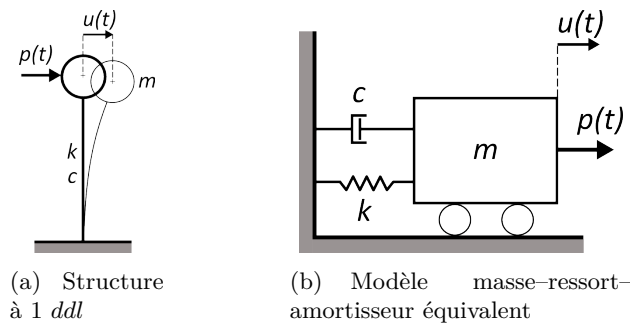 u(t)
p(t)
m
k
c
(a) Structure
à 1 ddl
u(t)
c
p(t)
m
k
(b) Modèle masse–ressort–
amortisseur équivalent